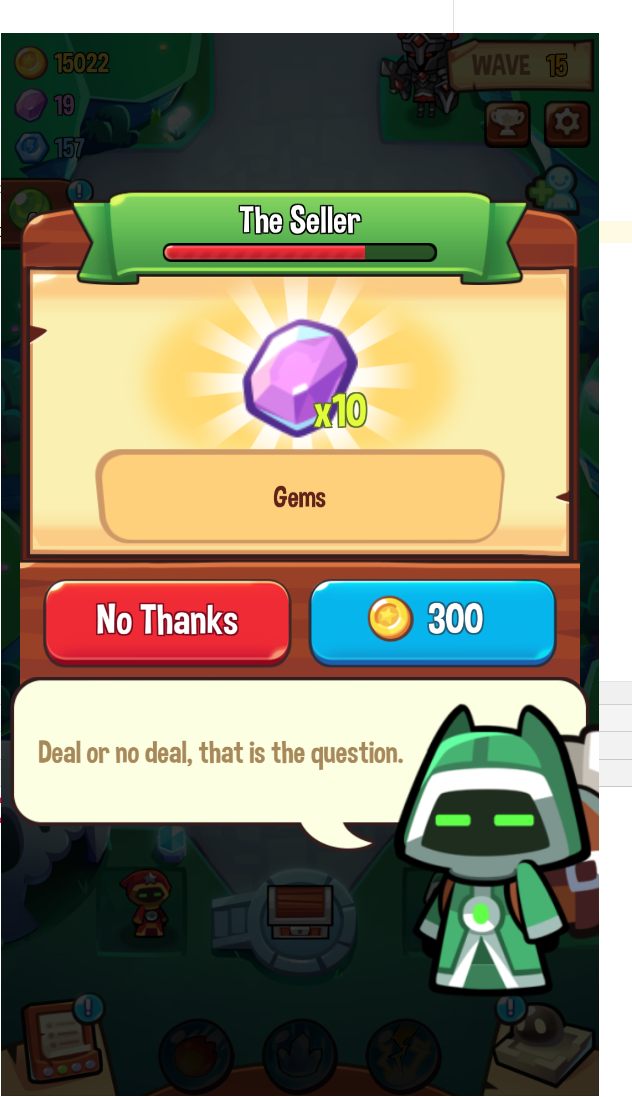 15022
WAVE 15
19
157
!
The Seller
x10
Gems
No Thanks
300
Deal or no deal, that is the question.
!
!